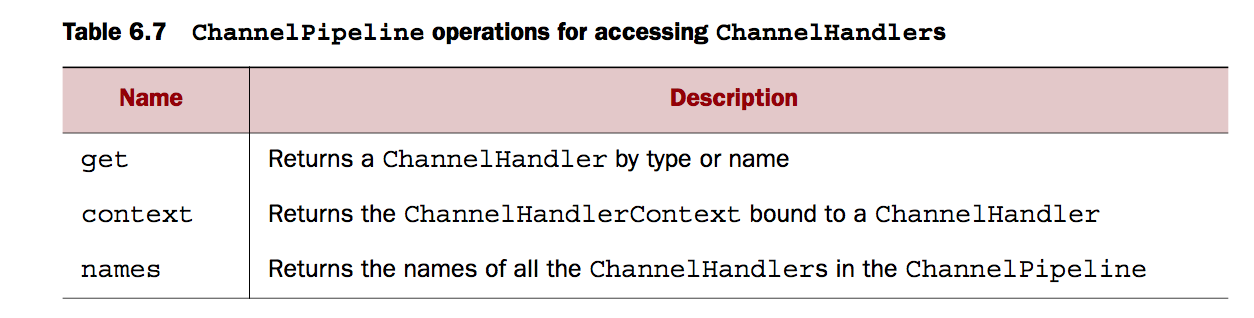 Table 6.7 ChannelPipeline operations for accessing ChannelHandlers
Name Description
get Returns a ChannelHandler by type or name
context Returns the ChannelHandlerContext bound to a ChannelHandler
names Returns the names of all the ChannelHandlers in the ChannelPipeline